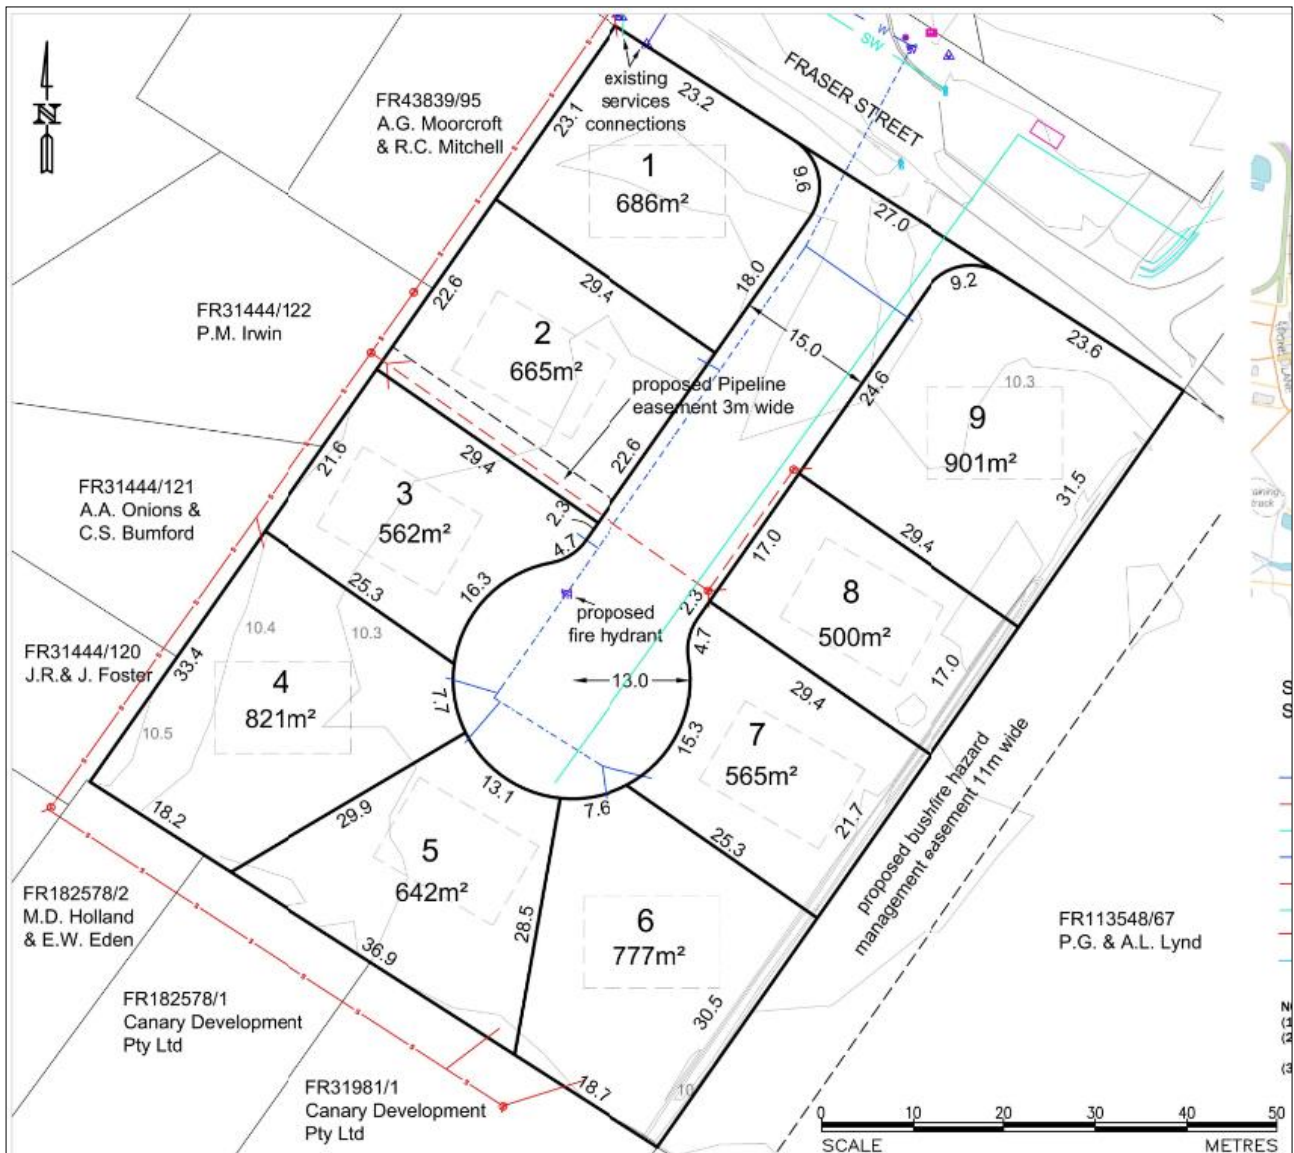 N
FRASER STREET
W
SW
existing
services
connections
FR43839/95
A.G. Moorcroft
& R.C. Mitchell
23.2
23.1
1
686m²
9.6
27.0
18.0
9.2
23.6
FR31444/122
P.M. Irwin
22.6
29.4
2
665m²
15.0
proposed Pipeline
easement 3m wide
24.6
10.3
9
901m²
22.6
31.5
FR31444/121
A.A. Onions &
C.S. Bumford
21.6
29.4
3
562m²
2.3
4.7
17.0
29.4
16.3
25.3
proposed
fire hydrant
2.3
4.7
8
500m²
17.0
FR31444/120
J.R.& J. Foster
33.4
10.4
10.3
10.5
4
821m²
7.7
13.0
29.4
15.3
7
565m²
21.7
proposed bushfire hazard
management easement 11m wide
18.2
29.9
13.1
7.6
25.3
5
642m²
28.5
6
777m²
30.5
FR182578/2
M.D. Holland
& E.W. Eden
36.9
FR113548/67
P.G. & A.L. Lynd
FR182578/1
Canary Development
Pty Ltd
FR31981/1
Canary Development
Pty Ltd
18.7
10
0 10 20 30 40 50
SCALE METRES